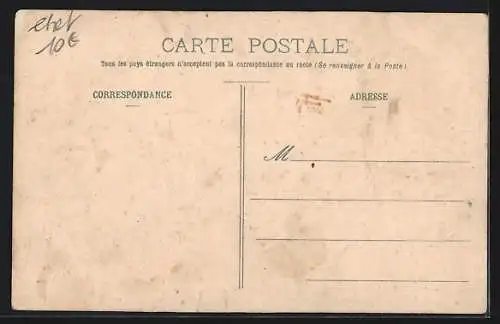 etat
10€
CARTE POSTALE
Tous les pays étrangers n'acceptent pas la correspondance au recto (Se renseigner à la Poste)
CORRESPONDANCE
ADRESSE
M